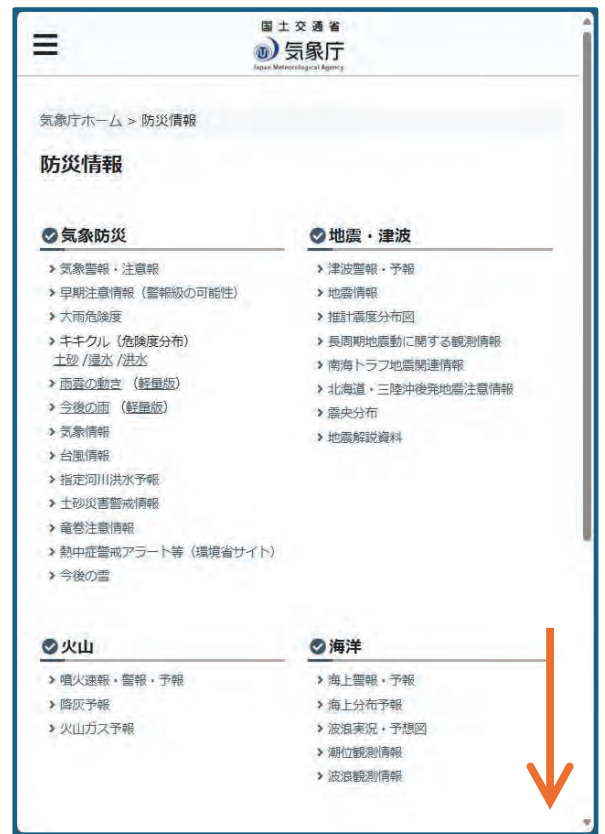 国土交通省
気象庁
Japan Meteorological Agency
気象庁ホーム > 防災情報
防災情報
気象防災
> 気象警報・注意報
> 早期注意情報（警報級の可能性）
> 大雨危険度
> キキクル（危険度分布）
土砂 /浸水 /洪水
> 雨雲の動き （軽量版）
> 今後の雨 （軽量版）
> 気象情報
> 台風情報
> 指定河川洪水予報
> 土砂災害警戒情報
> 竜巻注意情報
> 熱中症警戒アラート等（環境省サイト）
> 今後の雪
地震・津波
> 津波警報・予報
> 地震情報
> 推計震度分布図
> 長周期地震動に関する観測情報
> 南海トラフ地震関連情報
> 北海道・三陸沖後発地震注意情報
> 震央分布
> 地震解説資料
火山
> 噴火速報・警報・予報
> 降灰予報
> 火山ガス予報
海洋
> 海上警報・予報
> 海上分布予報
> 波浪実況・予想図
> 潮位観測情報
> 波浪観測情報